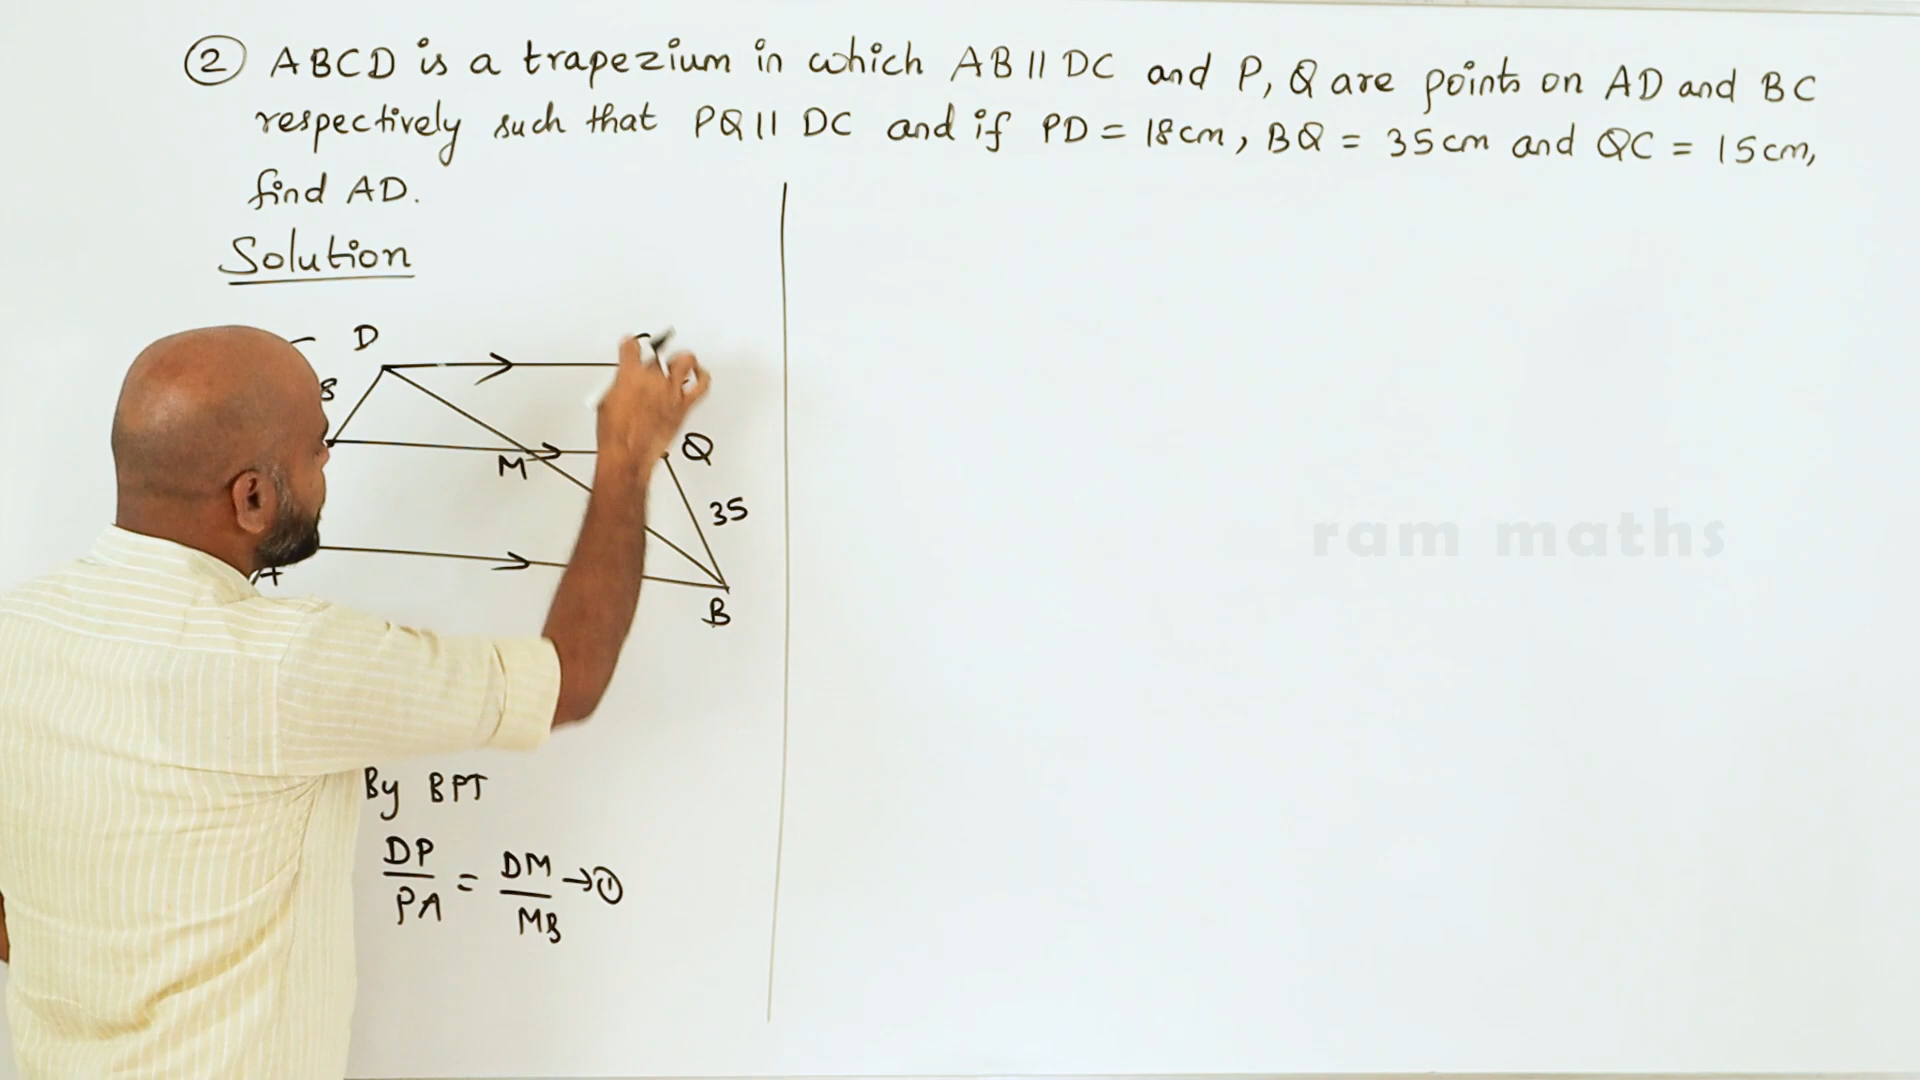 ② ABCD is a trapezium in which AB || DC and P, Q are points on AD and BC
respectively such that PQ || DC and if PD = 18cm, BQ = 35cm and QC = 15cm,
find AD.
Solution
D
8
M
Q
35
B
By BPT
DP/PA = DM/MB → ①
ram maths